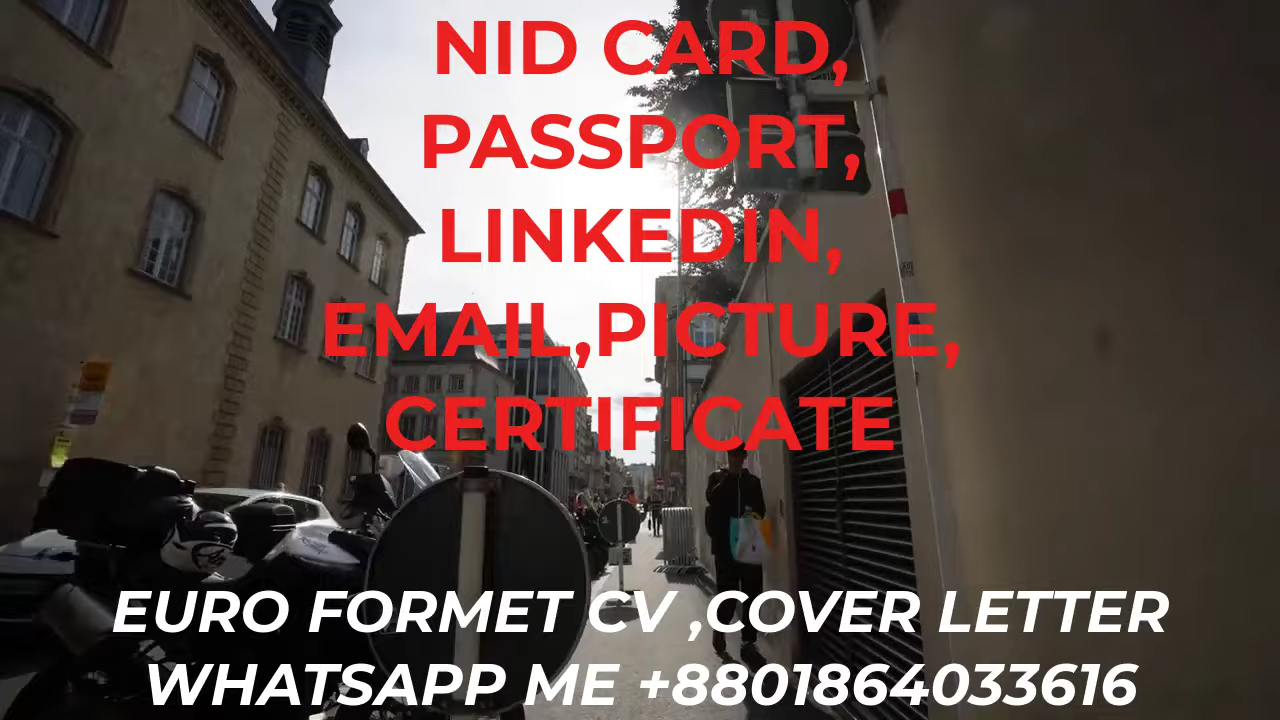 NID CARD,
PASSPORT,
LINKEDIN,
EMAIL,PICTURE,
CERTIFICATE
EURO FORMET CV ,COVER LETTER
WHATSAPP ME +8801864033616